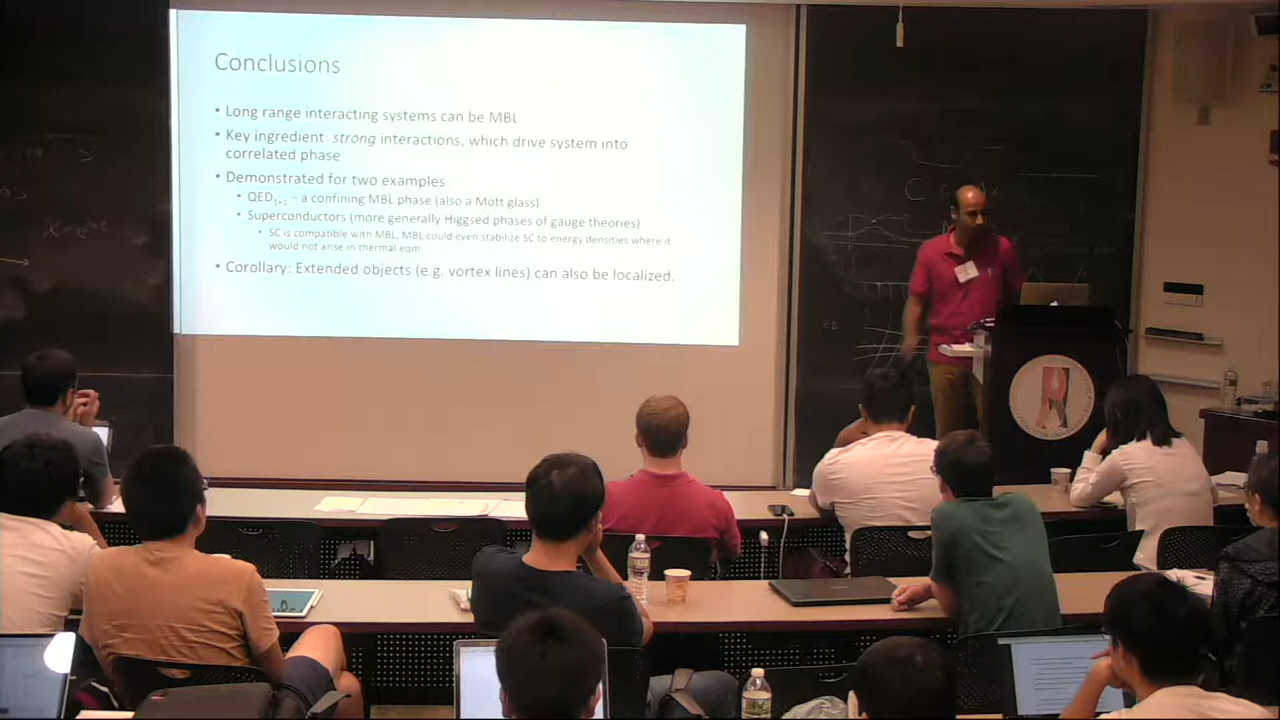 Conclusions
• Long range interacting systems can be MBL
• Key ingredient: strong interactions, which drive system into
correlated phase
• Demonstrated for two examples
• QED1+1 – a confining MBL phase (also a Mott glass)
• Superconductors (more generally Higgsed phases of gauge theories)
• SC is compatible with MBL. MBL could even stabilize SC to energy densities where it
would not arise in thermal eqm
• Corollary: Extended objects (e.g. vortex lines) can also be localized.